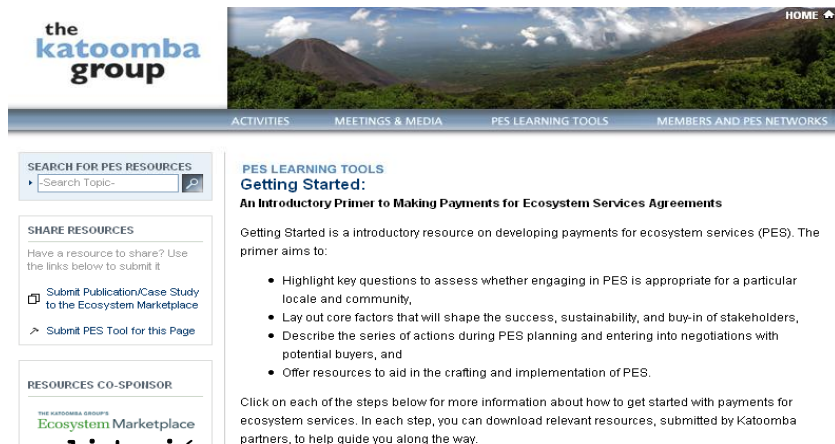 the
katoomba
group
HOME
ACTIVITIES MEETINGS & MEDIA PES LEARNING TOOLS MEMBERS AND PES NETWORKS
SEARCH FOR PES RESOURCES
-Search Topic-
SHARE RESOURCES
Have a resource to share? Use
the links below to submit it
Submit Publication/Case Study
to the Ecosystem Marketplace
Submit PES Tool for this Page
RESOURCES CO-SPONSOR
THE KATOOMBA GROUP'S
Ecosystem Marketplace
PES LEARNING TOOLS
Getting Started:
An Introductory Primer to Making Payments for Ecosystem Services Agreements
Getting Started is a introductory resource on developing payments for ecosystem services (PES). The
primer aims to:
• Highlight key questions to assess whether engaging in PES is appropriate for a particular
locale and community,
• Lay out core factors that will shape the success, sustainability, and buy-in of stakeholders,
• Describe the series of actions during PES planning and entering into negotiations with
potential buyers, and
• Offer resources to aid in the crafting and implementation of PES.
Click on each of the steps below for more information about how to get started with payments for
ecosystem services. In each step, you can download relevant resources, submitted by Katoomba
partners, to help guide you along the way.